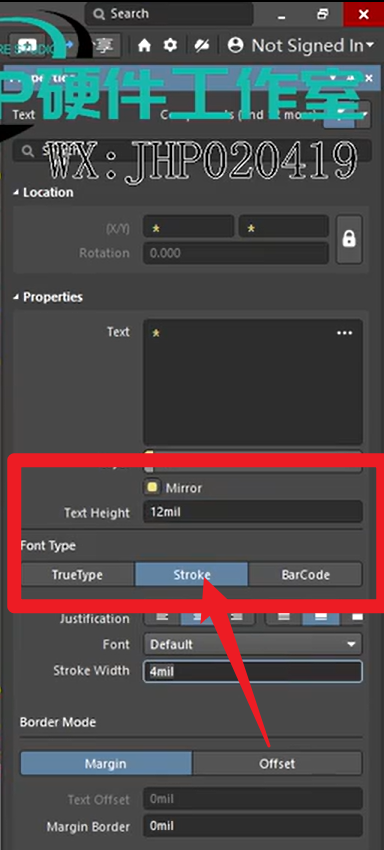 Search
RE STUDIO
享
Not Signed In
P硬件工作室
Text
WX:JHP020419
Location
(X/Y) * *
Rotation 0.000
Properties
Text * ...
Mirror
Text Height 12mil
Font Type
TrueType Stroke BarCode
Justification
Font Default
Stroke Width 4mil
Border Mode
Margin Offset
Text Offset 0mil
Margin Border 0mil